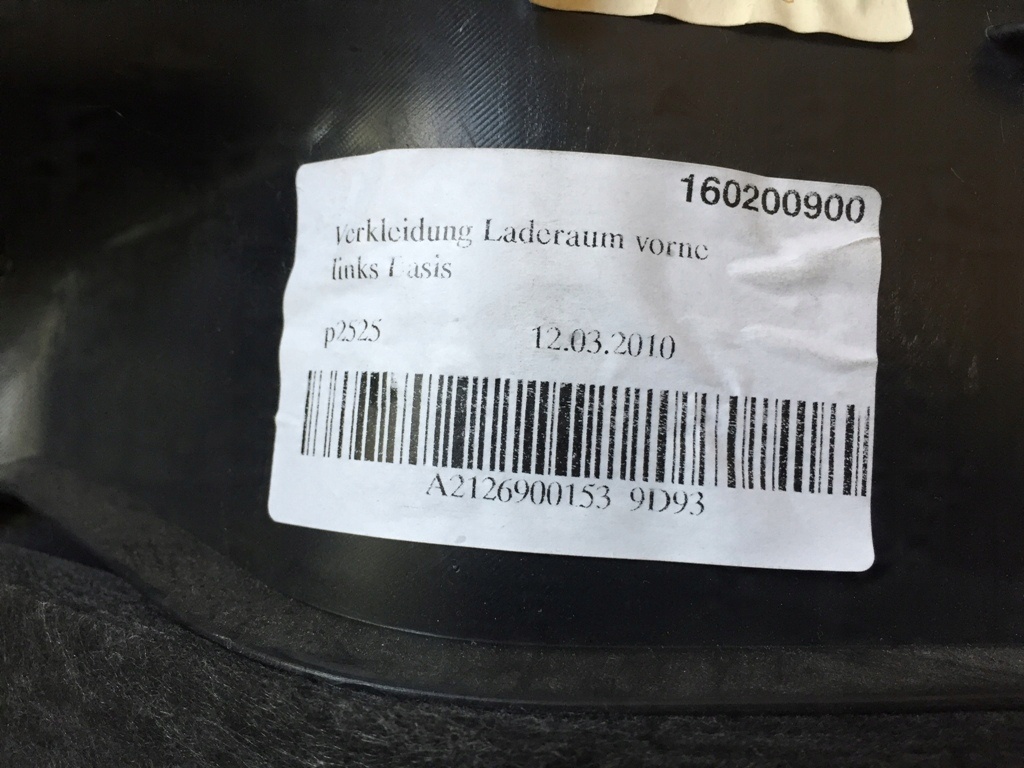 160200900
Verkleidung Laderaum vorne
links Basis
p2525 12.03.2010
A2126900153 9D93